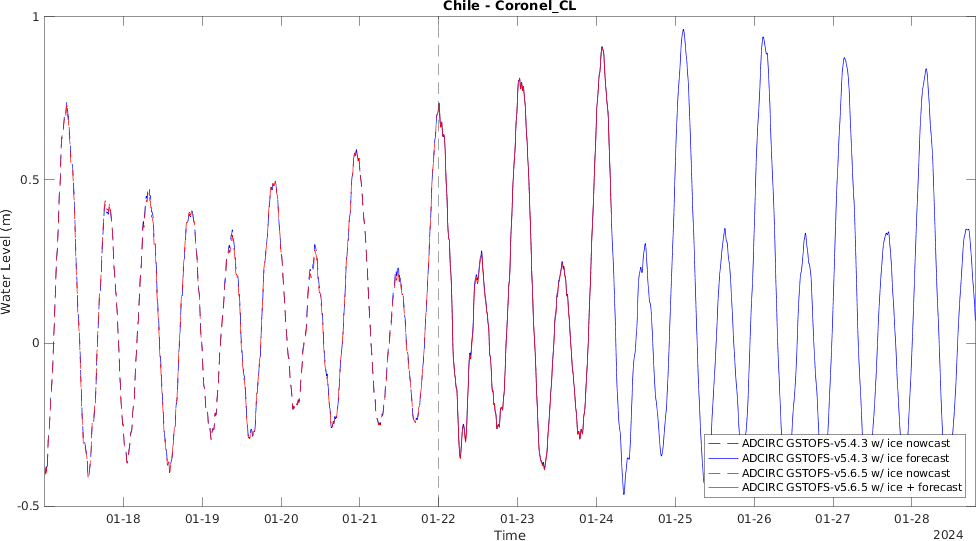 Chile - Coronel_CL
1
0.5
0
-0.5
Water Level (m)
01-18 01-19 01-20 01-21 01-22 01-23 01-24 01-25 01-26 01-27 01-28
Time
2024
ADCIRC GSTOFS-v5.4.3 w/ ice nowcast
ADCIRC GSTOFS-v5.4.3 w/ ice forecast
ADCIRC GSTOFS-v5.6.5 w/ ice nowcast
ADCIRC GSTOFS-v5.6.5 w/ ice + forecast